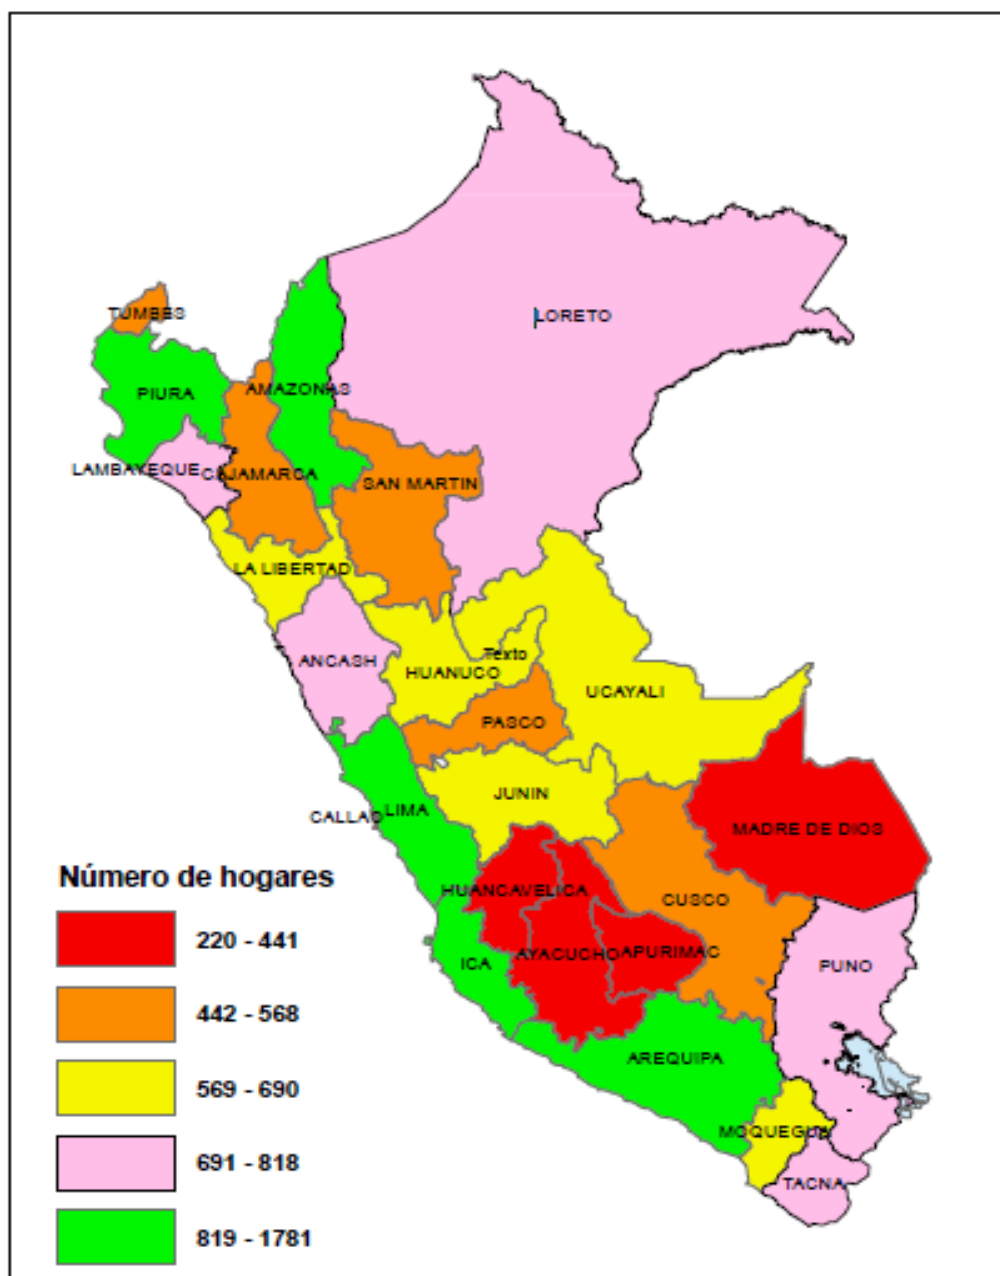 LORETO
TUMBES
PIURA
AMAZONAS
LAMBAYEQUE
CAJAMARCA
SAN MARTIN
LA LIBERTAD
ANCASH
HUANUCO
Texto
UCAYALI
PASCO
JUNIN
CALLAO
LIMA
MADRE DE DIOS
HUANCAVELICA
CUSCO
AYACUCHO
APURIMAC
ICA
PUNO
AREQUIPA
MOQUEGUA
TACNA
Número de hogares
220 - 441
442 - 568
569 - 690
691 - 818
819 - 1781